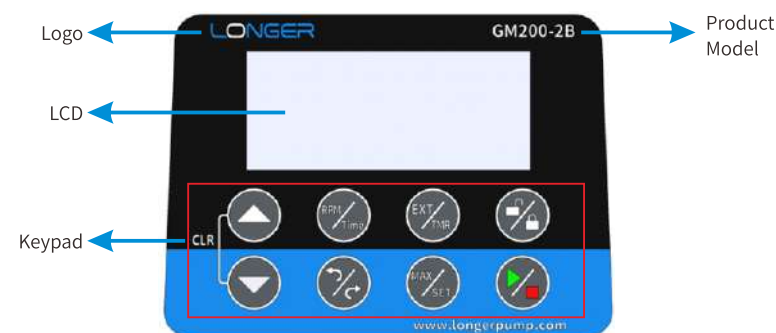 Logo
LONGER
GM200-2B
Product
Model
LCD
RPM/Time
EXT/TMR
Keypad
CLR
MAX/SET
www.longerpump.com